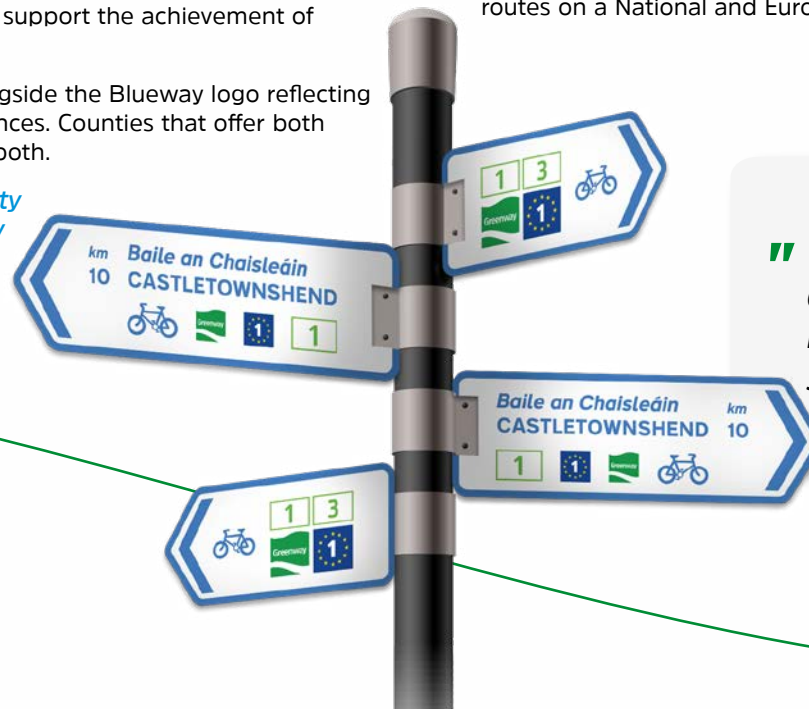 support the achievement of
routes on a National and Euro
gside the Blueway logo reflecting
nces. Counties that offer both
both.
ty
1 3
Greenway 1
km Baile an Chaisleáin
10 CASTLETOWNSHEND
Greenway 1 1
"
Baile an Chaisleáin km
CASTLETOWNSHEND 10
1 1 Greenway
1 3
Greenway 1